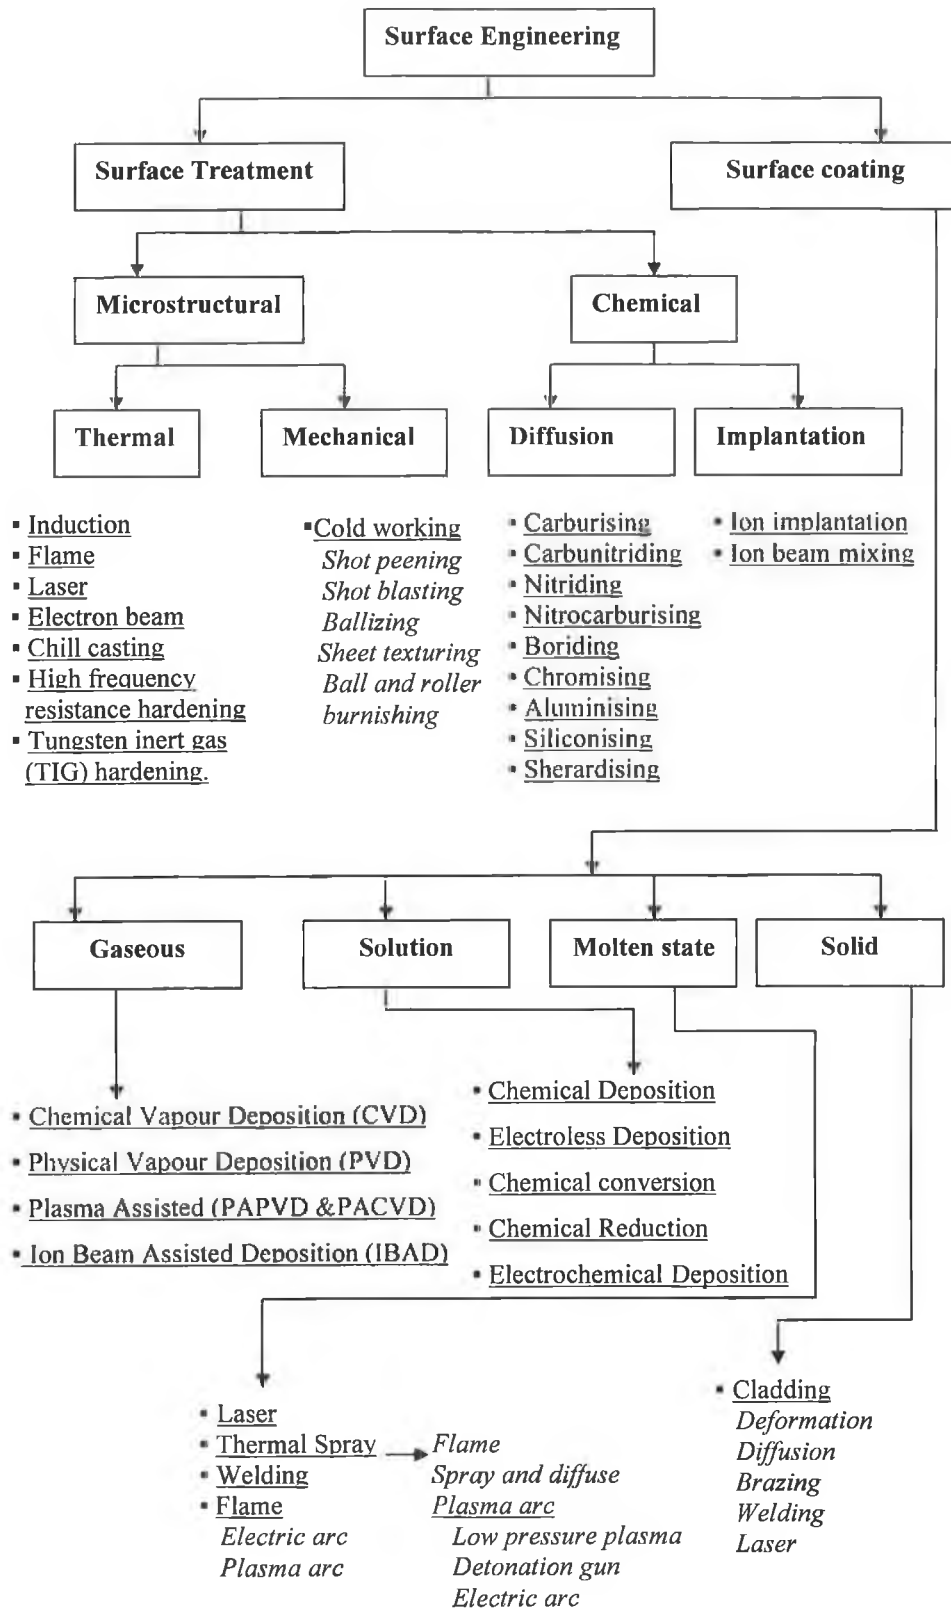 Surface Engineering
Surface Treatment
Surface coating
Microstructural
Chemical
Thermal
Mechanical
Diffusion
Implantation
▪ Induction
▪ Flame
▪ Laser
▪ Electron beam
▪ Chill casting
▪ High frequency
resistance hardening
▪ Tungsten inert gas
(TIG) hardening.
▪Cold working
Shot peening
Shot blasting
Ballizing
Sheet texturing
Ball and roller
burnishing
▪ Carburising
▪ Carbunitriding
▪ Nitriding
▪ Nitrocarburising
▪ Boriding
▪ Chromising
▪ Aluminising
▪ Siliconising
▪ Sherardising
▪ Ion implantation
▪ Ion beam mixing
Gaseous
Solution
Molten state
Solid
▪ Chemical Vapour Deposition (CVD)
▪ Physical Vapour Deposition (PVD)
▪ Plasma Assisted (PAPVD &PACVD)
▪ Ion Beam Assisted Deposition (IBAD)
▪ Chemical Deposition
▪ Electroless Deposition
▪ Chemical conversion
▪ Chemical Reduction
▪ Electrochemical Deposition
▪ Laser
▪ Thermal Spray
▪ Welding
▪ Flame
Electric arc
Plasma arc
Flame
Spray and diffuse
Plasma arc
Low pressure plasma
Detonation gun
Electric arc
▪ Cladding
Deformation
Diffusion
Brazing
Welding
Laser